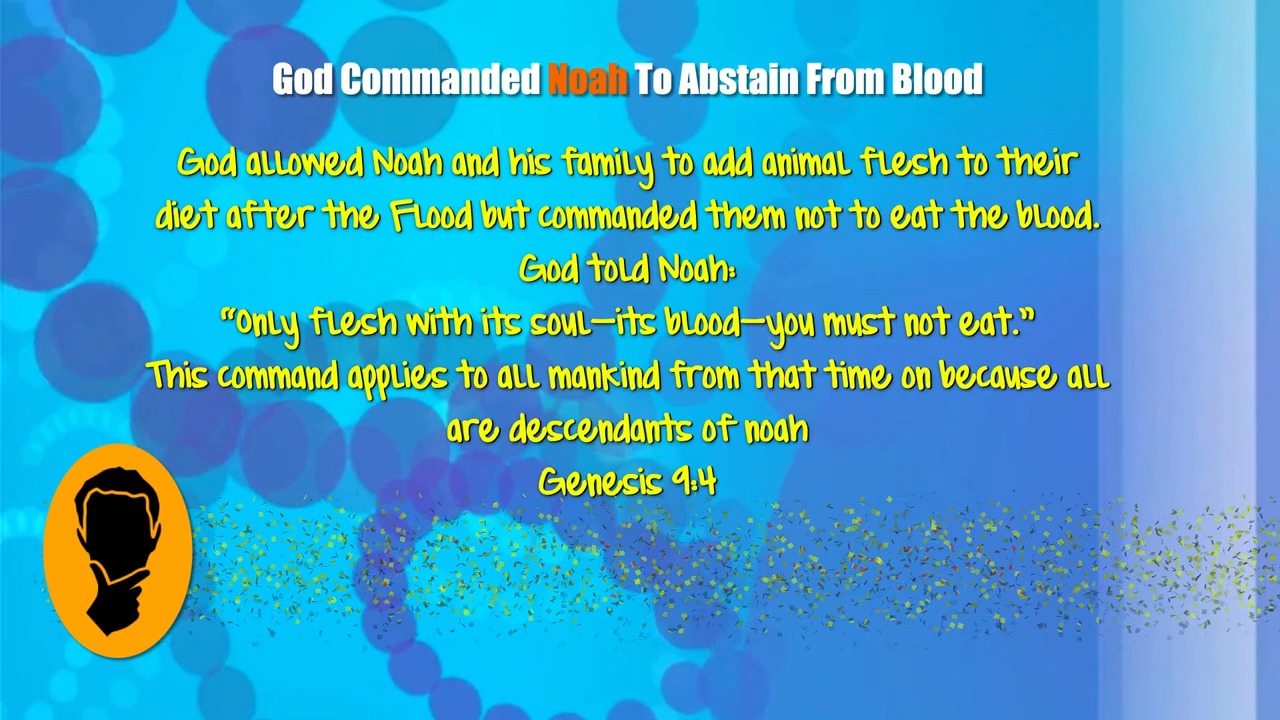 God Commanded Noah To Abstain From Blood
God allowed Noah and his family to add animal flesh to their
diet after the Flood but commanded them not to eat the blood.
God told Noah:
“Only flesh with its soul—its blood—you must not eat.”
This command applies to all mankind from that time on because all
are descendants of noah
Genesis 9:4